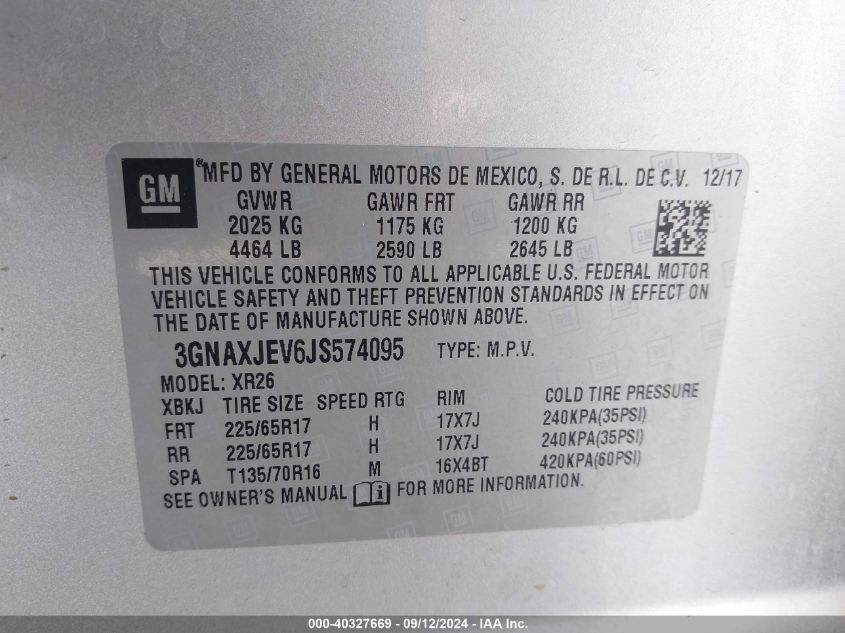 GM
®MFD BY GENERAL MOTORS DE MEXICO, S. DE R.L. DE C.V. 12/17
GVWR GAWR FRT GAWR RR
2025 KG 1175 KG 1200 KG
4464 LB 2590 LB 2645 LB
THIS VEHICLE CONFORMS TO ALL APPLICABLE U.S. FEDERAL MOTOR
VEHICLE SAFETY AND THEFT PREVENTION STANDARDS IN EFFECT ON
THE DATE OF MANUFACTURE SHOWN ABOVE.
3GNAXJEV6JS574095 TYPE: M.P.V.
MODEL: XR26
XBKJ TIRE SIZE SPEED RTG RIM COLD TIRE PRESSURE
FRT 225/65R17 H 17X7J 240KPA(35PSI)
RR 225/65R17 H 17X7J 240KPA(35PSI)
SPA T135/70R16 M 16X4BT 420KPA(60PSI)
SEE OWNER'S MANUAL FOR MORE INFORMATION.
000-40327669 - 09/12/2024 - IAA Inc.